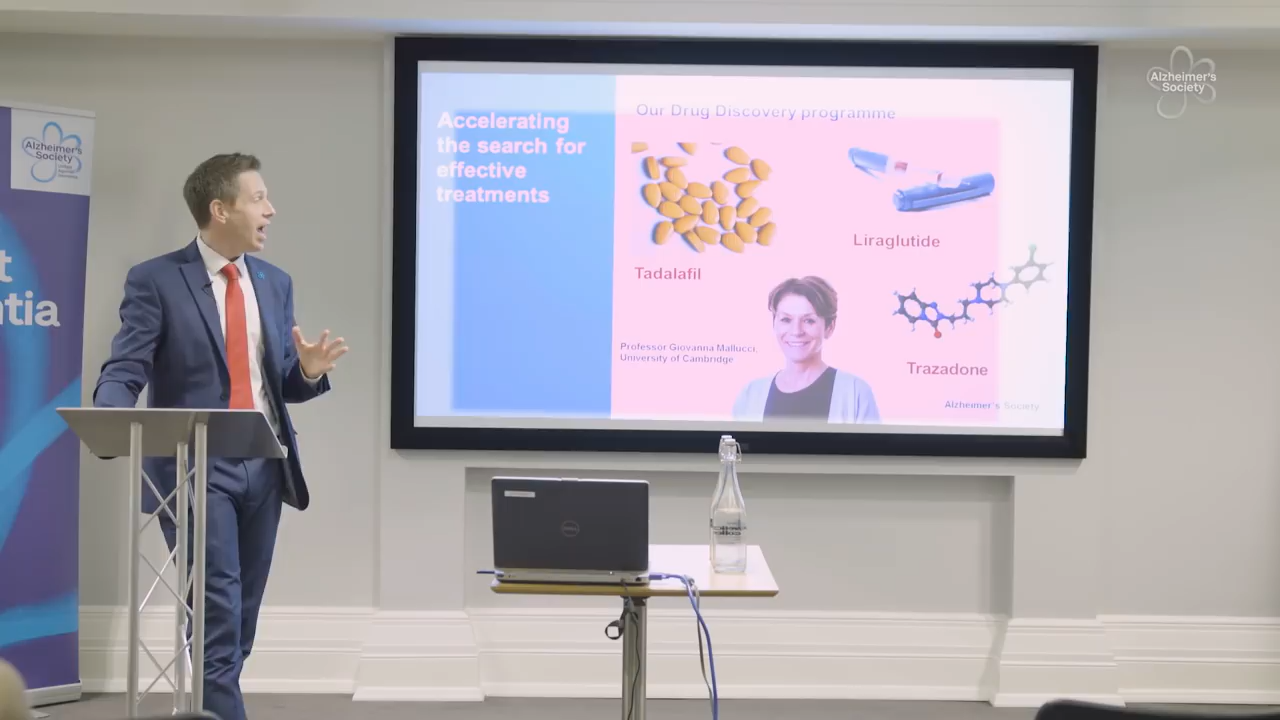 Alzheimer's
Society
Alzheimer's
Society
Accelerating
the search for
effective
treatments
Our Drug Discovery programme
Tadalafil
Liraglutide
Professor Giovanna Mallucci,
University of Cambridge
Trazadone
Alzheimer's Society